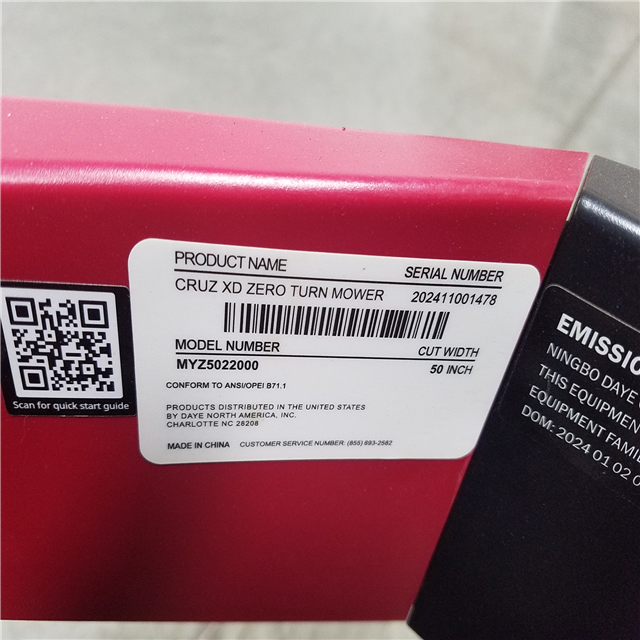 PRODUCT NAME
SERIAL NUMBER
CRUZ XD ZERO TURN MOWER
202411001478
MODEL NUMBER
CUT WIDTH
MYZ5022000
50 INCH
CONFORM TO ANSI/OPEI B71.1
PRODUCTS DISTRIBUTED IN THE UNITED STATES
BY DAYE NORTH AMERICA, INC.
CHARLOTTE NC 28208
MADE IN CHINA
CUSTOMER SERVICE NUMBER: (855) 693-2582
Scan for quick start guide
EMISSIO
NINGBO DAYE
THIS EQUIPMEN
EQUIPMENT FAMIL
DOM: 2024 01 02 0